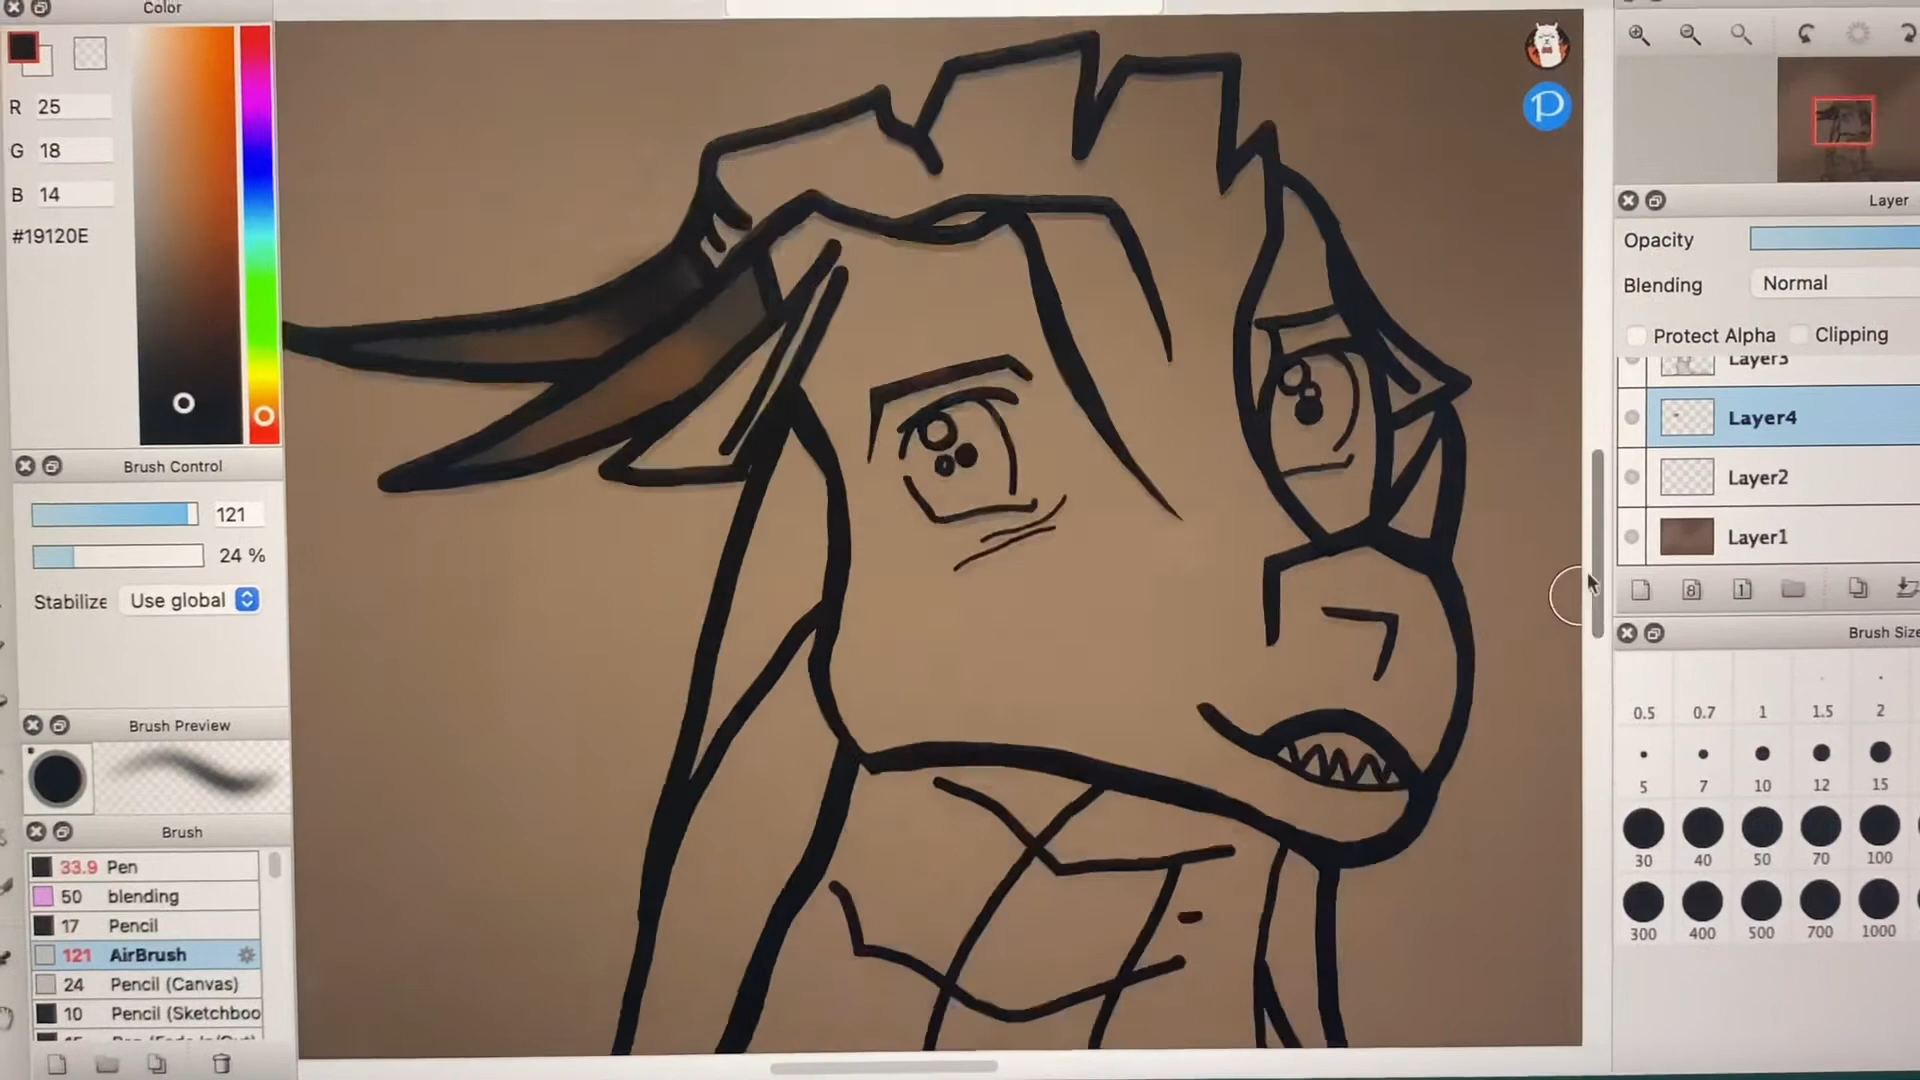 Color
R 25
G 18
B 14
#19120E
Brush Control
121
24 %
Stabilize Use global
Brush Preview
Brush
33.9 Pen
50 blending
17 Pencil
121 AirBrush
24 Pencil (Canvas)
10 Pencil (Sketchboo
P
Layer
Opacity
Blending Normal
Protect Alpha Clipping
Layer3
Layer4
Layer2
Layer1
8 1
Brush Size
0.5 0.7 1 1.5 2
5 7 10 12 15
30 40 50 70 100
300 400 500 700 1000